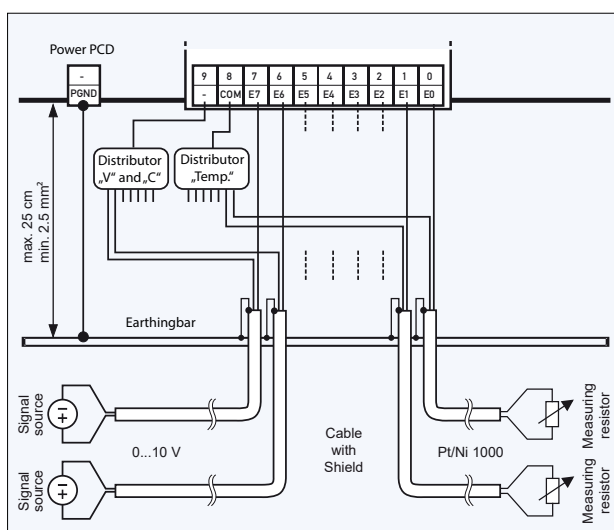 Power PCD
-
PGND
9 8 7 6 5 4 3 2 1 0
- COM E7 E6 E5 E4 E3 E2 E1 E0
max. 25 cm
min. 2.5 mm²
Distributor
„V“ and „C“
Distributor
„Temp.“
Earthingbar
Signal
source
+
0...10 V
Cable
with
Shield
Pt/Ni 1000
Measuring
resistor
Signal
source
+
Measuring
resistor